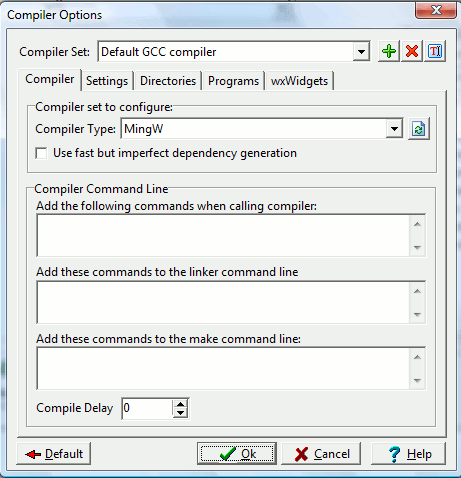 Compiler Options
Compiler Set: Default GCC compiler
Compiler Settings Directories Programs wxWidgets
Compiler set to configure:
Compiler Type: MingW
Use fast but imperfect dependency generation
Compiler Command Line
Add the following commands when calling compiler:
Add these commands to the linker command line
Add these commands to the make command line:
Compile Delay 0
Default Ok Cancel Help